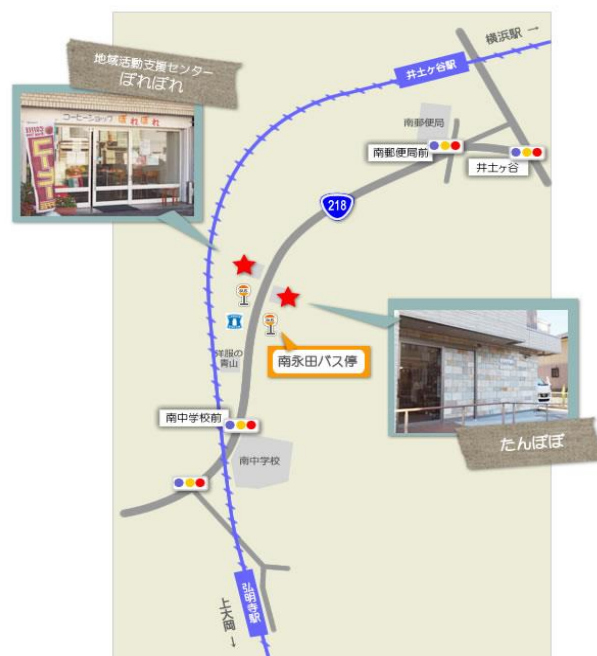 横浜駅 →
地域活動支援センター
ぽれぽれ
井土ヶ谷駅
コーヒーショップ ぽれぽれ
コーヒー
南郵便局
南郵便局前
井土ヶ谷
218
洋服の
青山
南永田バス停
南中学校前
たんぽぽ
南中学校
弘明寺駅
上大岡
↓